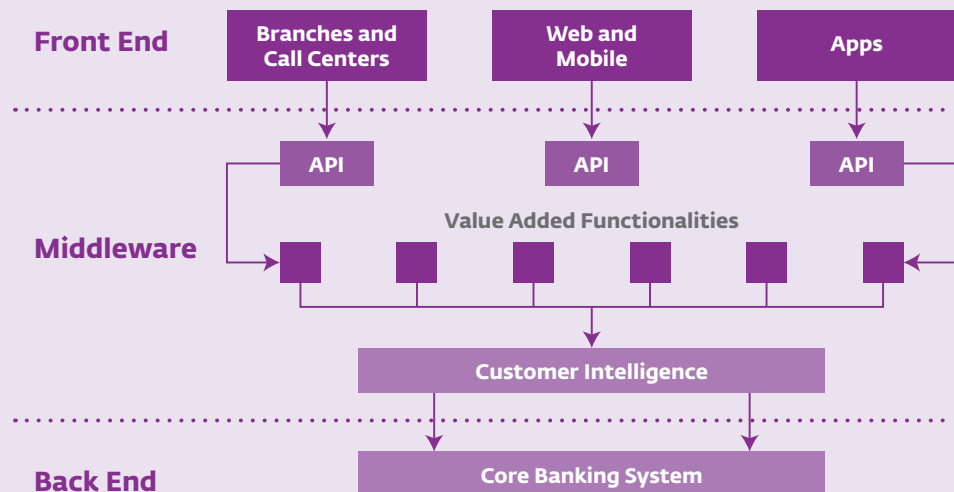 Front End
Branches and
Call Centers
Web and
Mobile
Apps
API
API
API
Value Added Functionalities
Middleware
Customer Intelligence
Core Banking System
Back End